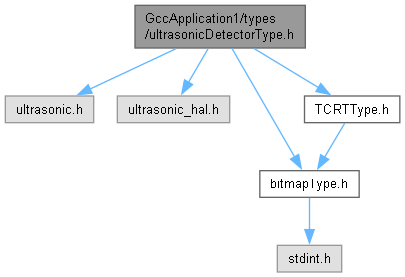 GccApplication1/types
/ultrasonicDetectorType.h
ultrasonic.h
ultrasonic_hal.h
TCRTType.h
bitmapType.h
stdint.h